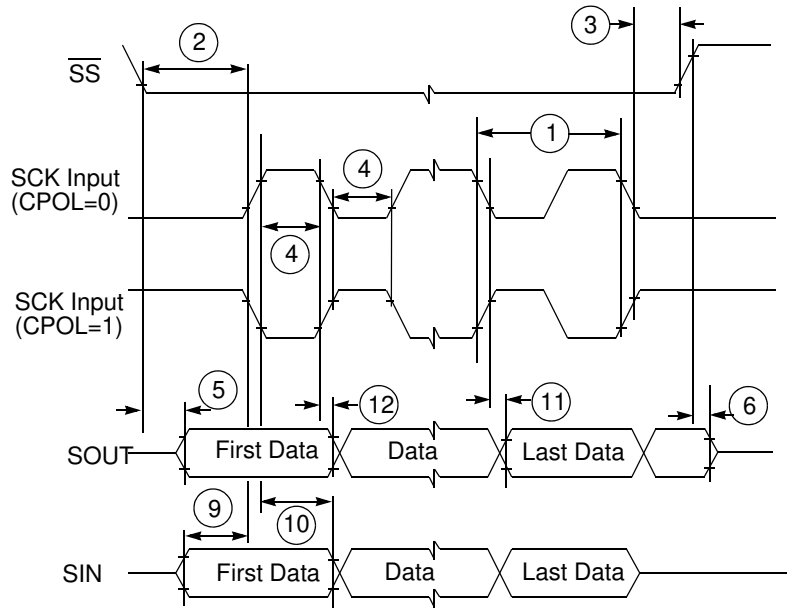 2
3
SS
1
SCK Input
(CPOL=0)
4
4
SCK Input
(CPOL=1)
5
12
11
6
SOUT
First Data
Data
Last Data
9
10
SIN
First Data
Data
Last Data